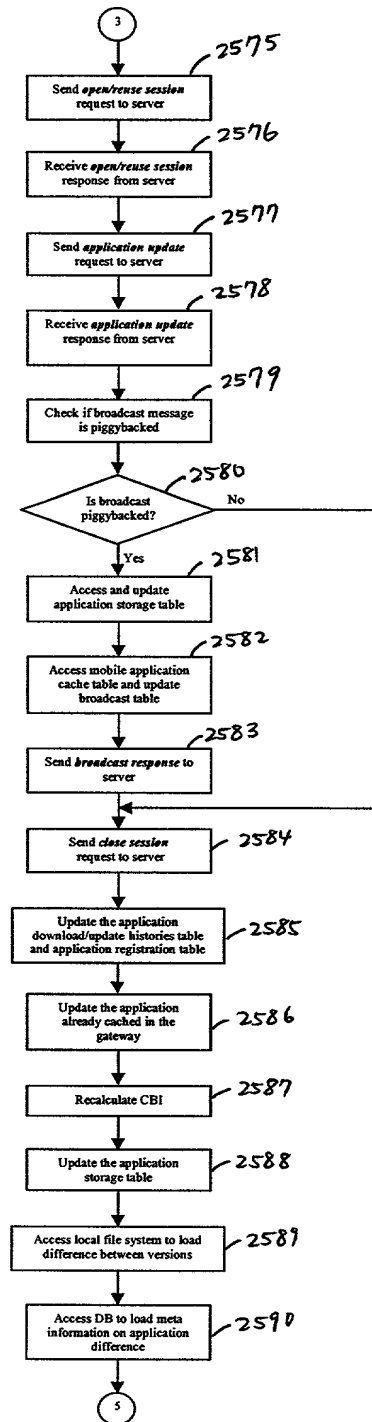 3
2575
Send open/reuse session
request to server
2576
Receive open/reuse session
response from server
2577
Send application update
request to server
2578
Receive application update
response from server
2579
Check if broadcast message
is piggybacked
2580
Is broadcast
piggybacked?
No
Yes
2581
Access and update
application storage table
2582
Access mobile application
cache table and update
broadcast table
2583
Send broadcast response to
server
Send close session
request to server
2584
Update the application
download/update histories table
and application registration table
2585
Update the application
already cached in the
gateway
2586
Recalculate CBI
2587
Update the application
storage table
2588
Access local file system to load
difference between versions
2589
Access DB to load meta
information on application
difference
2590
5